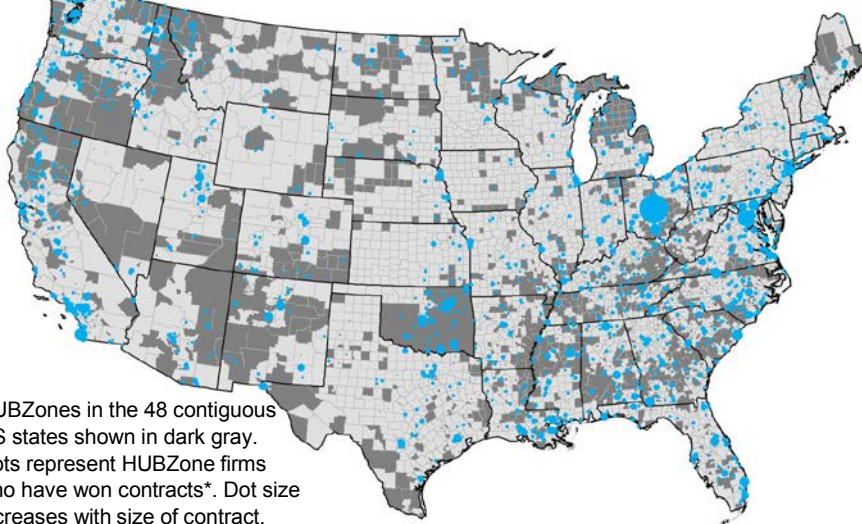 UBZones in the 48 contiguous
S states shown in dark gray.
ots represent HUBZone firms
ho have won contracts*. Dot size
creases with size of contract.